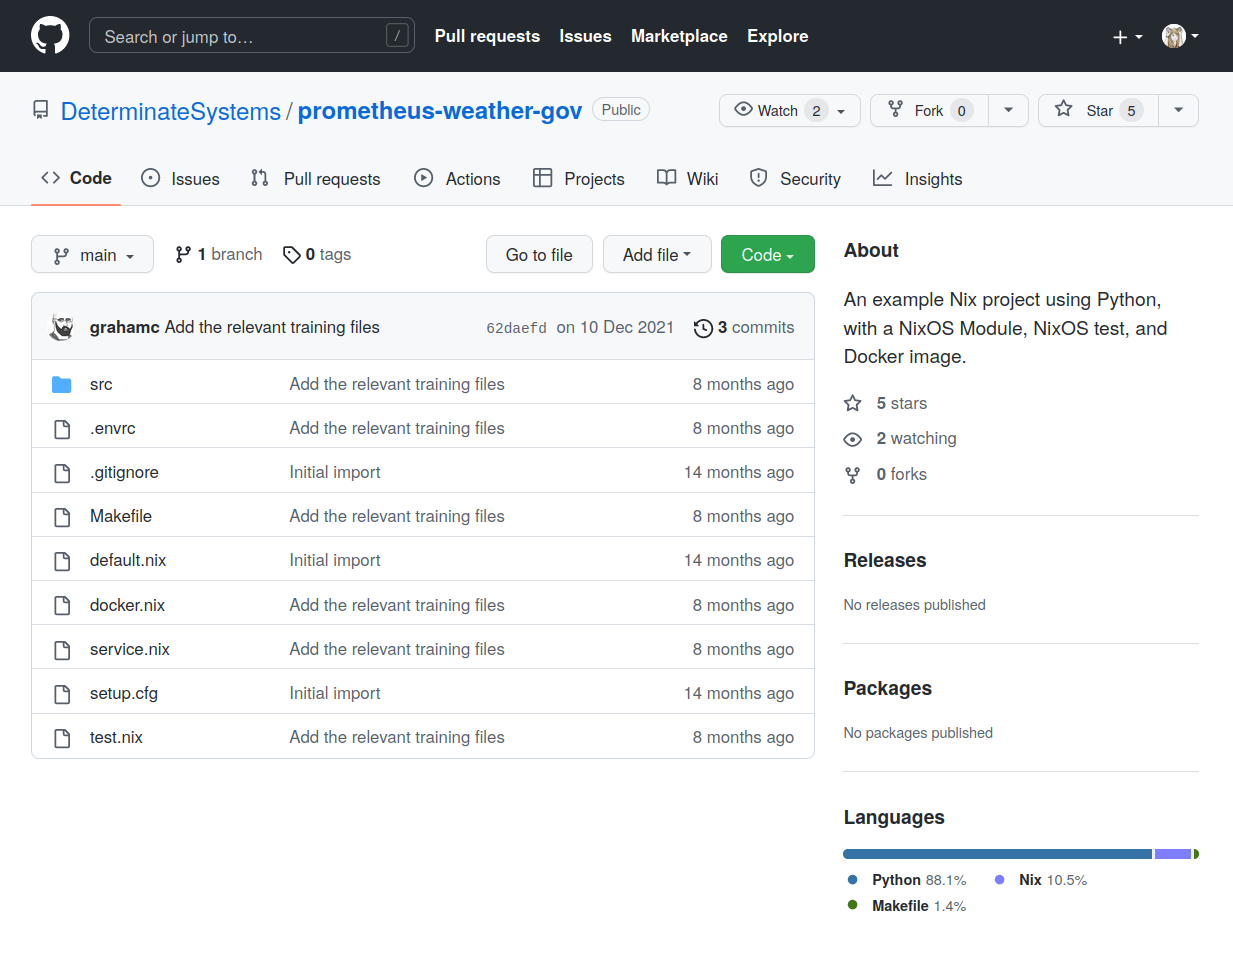 Search or jump to… /
Pull requests Issues Marketplace Explore
DeterminateSystems / prometheus-weather-gov Public
Watch 2 Fork 0 Star 5
Code Issues Pull requests Actions Projects Wiki Security Insights
main 1 branch 0 tags Go to file Add file Code
grahamc Add the relevant training files 62daefd on 10 Dec 2021 3 commits
src Add the relevant training files 8 months ago
.envrc Add the relevant training files 8 months ago
.gitignore Initial import 14 months ago
Makefile Add the relevant training files 8 months ago
default.nix Initial import 14 months ago
docker.nix Add the relevant training files 8 months ago
service.nix Add the relevant training files 8 months ago
setup.cfg Initial import 14 months ago
test.nix Add the relevant training files 8 months ago
About
An example Nix project using Python,
with a NixOS Module, NixOS test, and
Docker image.
5 stars
2 watching
0 forks
Releases
No releases published
Packages
No packages published
Languages
Python 88.1% Nix 10.5%
Makefile 1.4%